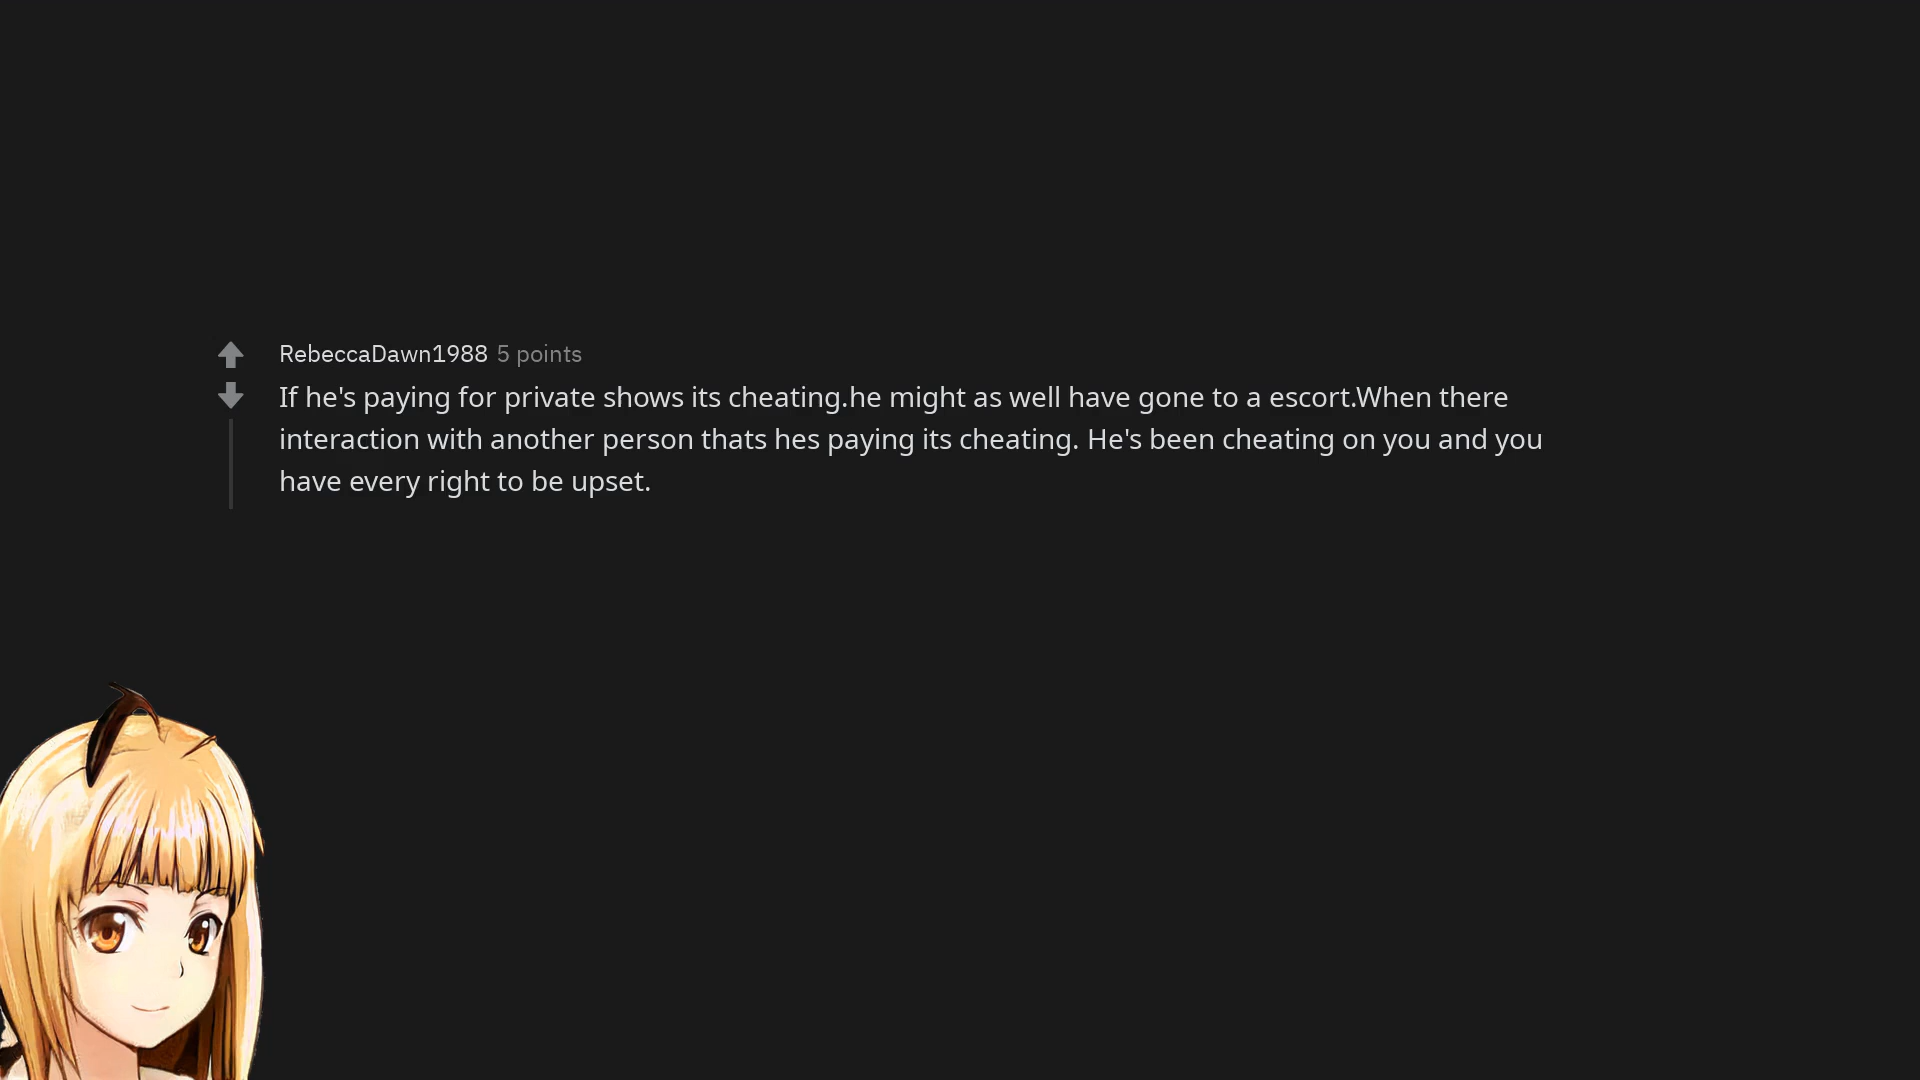 RebeccaDawn1988 5 points
If he's paying for private shows its cheating.he might as well have gone to a escort.When there
interaction with another person thats hes paying its cheating. He's been cheating on you and you
have every right to be upset.